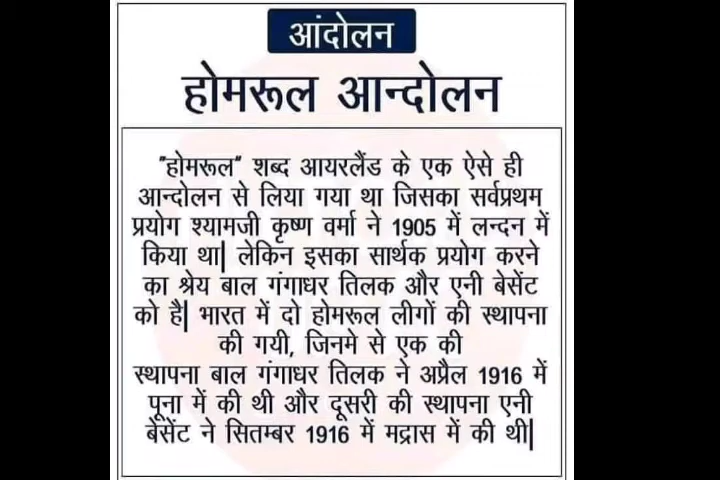 आंदोलन
होमरूल आन्दोलन
"होमरूल" शब्द आयरलैंड के एक ऐसे ही
आन्दोलन से लिया गया था जिसका सर्वप्रथम
प्रयोग श्यामजी कृष्ण वर्मा ने 1905 में लन्दन में
किया था| लेकिन इसका सार्थक प्रयोग करने
का श्रेय बाल गंगाधर तिलक और एनी बेसेंट
को है| भारत में दो होमरूल लीगों की स्थापना
की गयी, जिनमे से एक की
स्थापना बाल गंगाधर तिलक ने अप्रैल 1916 में
पूना में की थी और दूसरी की स्थापना एनी
बेसेंट ने सितम्बर 1916 में मद्रास में की थी|